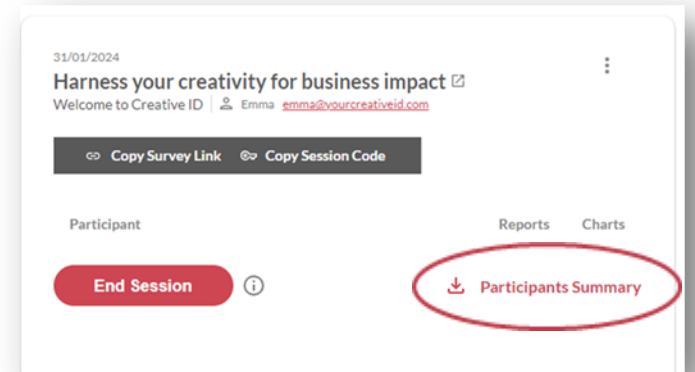 31/01/2024
Harness your creativity for business impact
Welcome to Creative ID | Emma emma@yourcreativeid.com
Copy Survey Link Copy Session Code
Participant Reports Charts
End Session Participants Summary